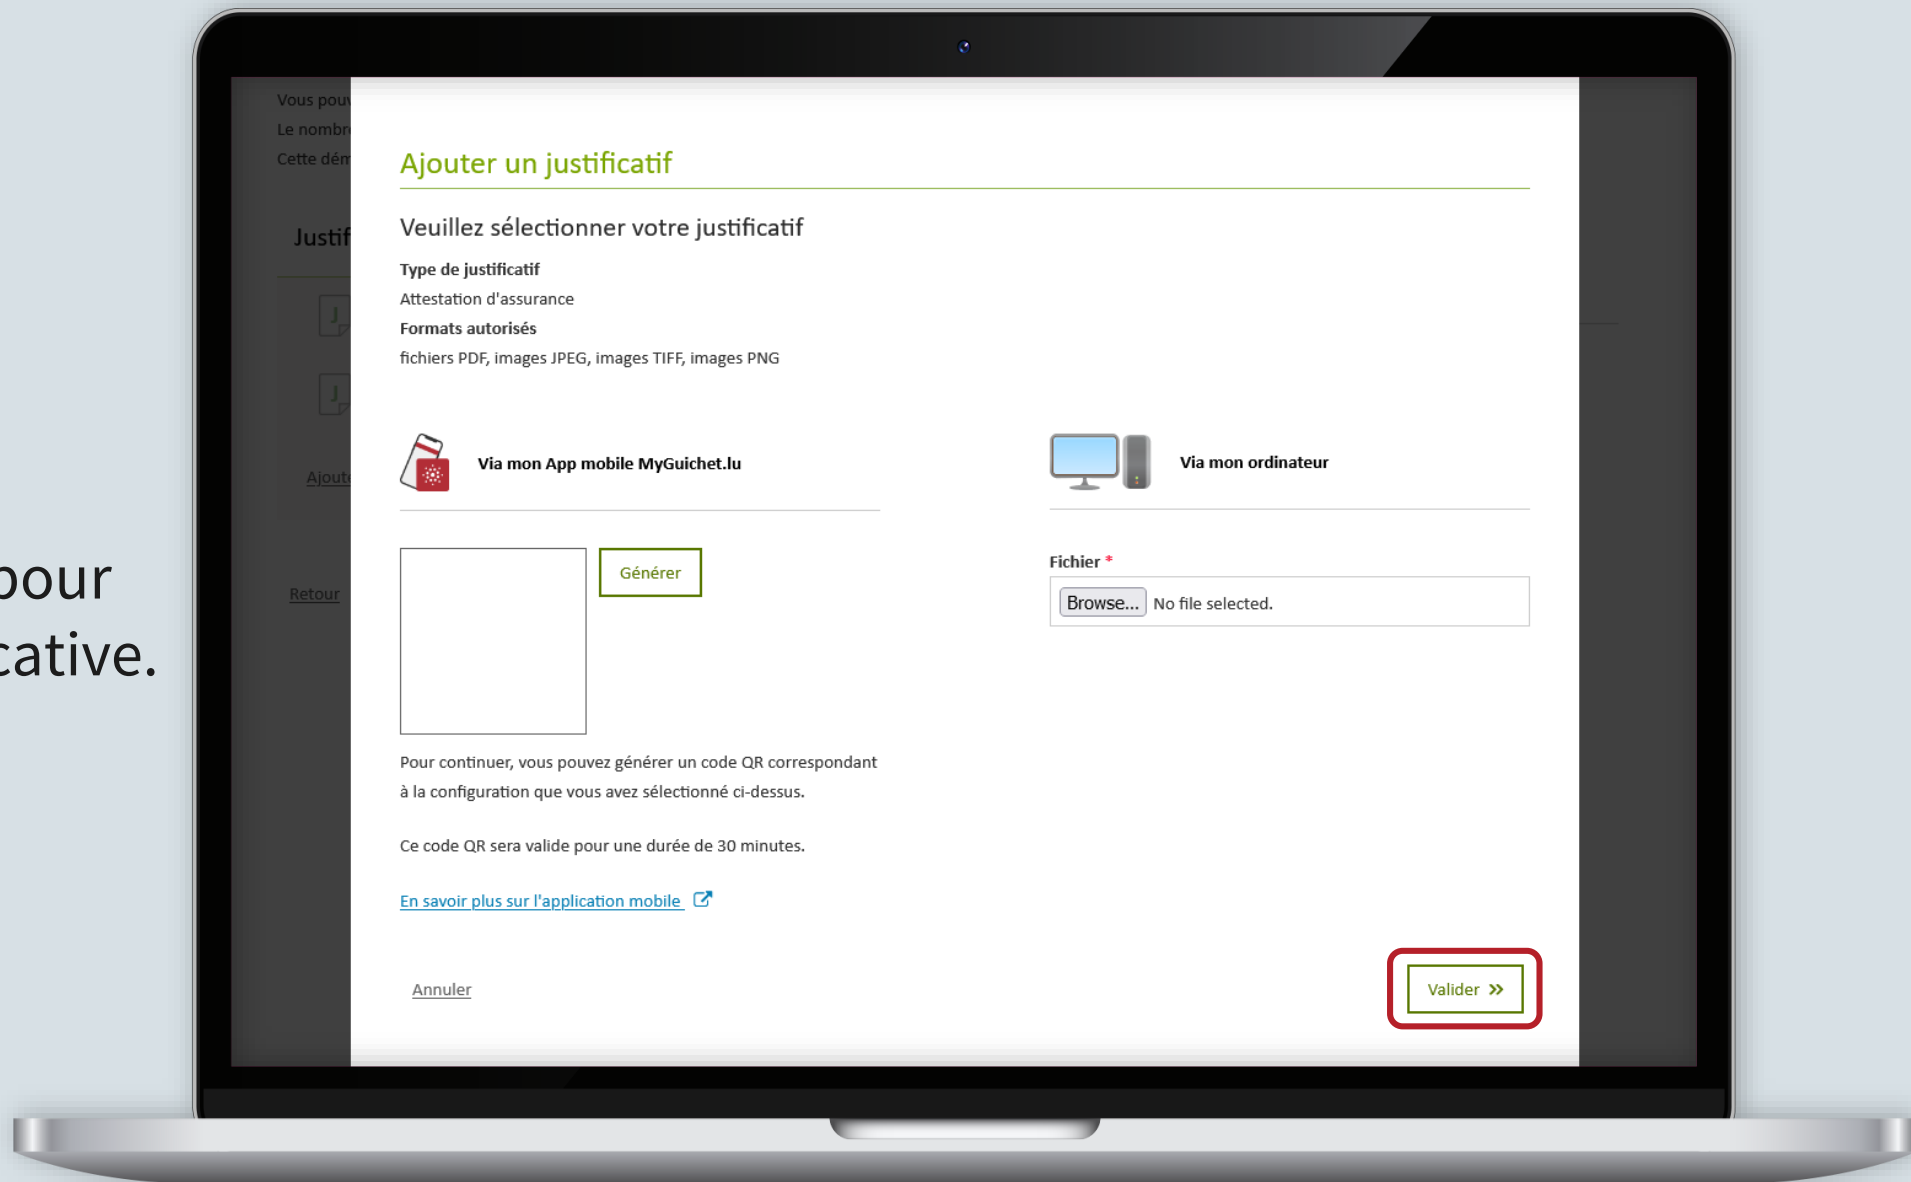 pour
cative.
Vous pouv
Le nombre
Cette dém
Justif
J
J
Ajoute
Retour
Ajouter un justificatif
Veuillez sélectionner votre justificatif
Type de justificatif
Attestation d'assurance
Formats autorisés
fichiers PDF, images JPEG, images TIFF, images PNG
Via mon App mobile MyGuichet.lu
Générer
Pour continuer, vous pouvez générer un code QR correspondant
à la configuration que vous avez sélectionné ci-dessus.
Ce code QR sera valide pour une durée de 30 minutes.
En savoir plus sur l'application mobile
Via mon ordinateur
Fichier *
Browse... No file selected.
Annuler
Valider »